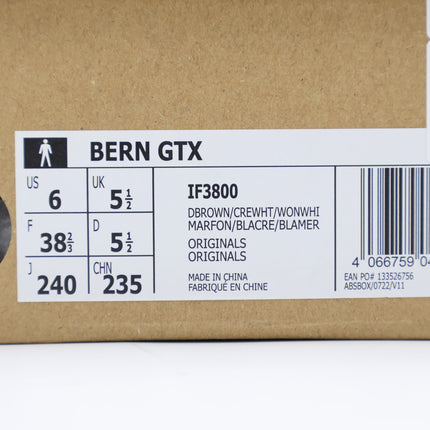 BERN GTX
US 6 UK 5½
F 38⅔ D 5½
J 240 CHN 235
IF3800
DBROWN/CREWHT/WONWHI
MARFON/BLACRE/BLAMER
ORIGINALS
ORIGINALS
MADE IN CHINA
FABRIQUÉ EN CHINE
4 066759 04
EAN PO# 133526756
ABSBOX/0722/V11